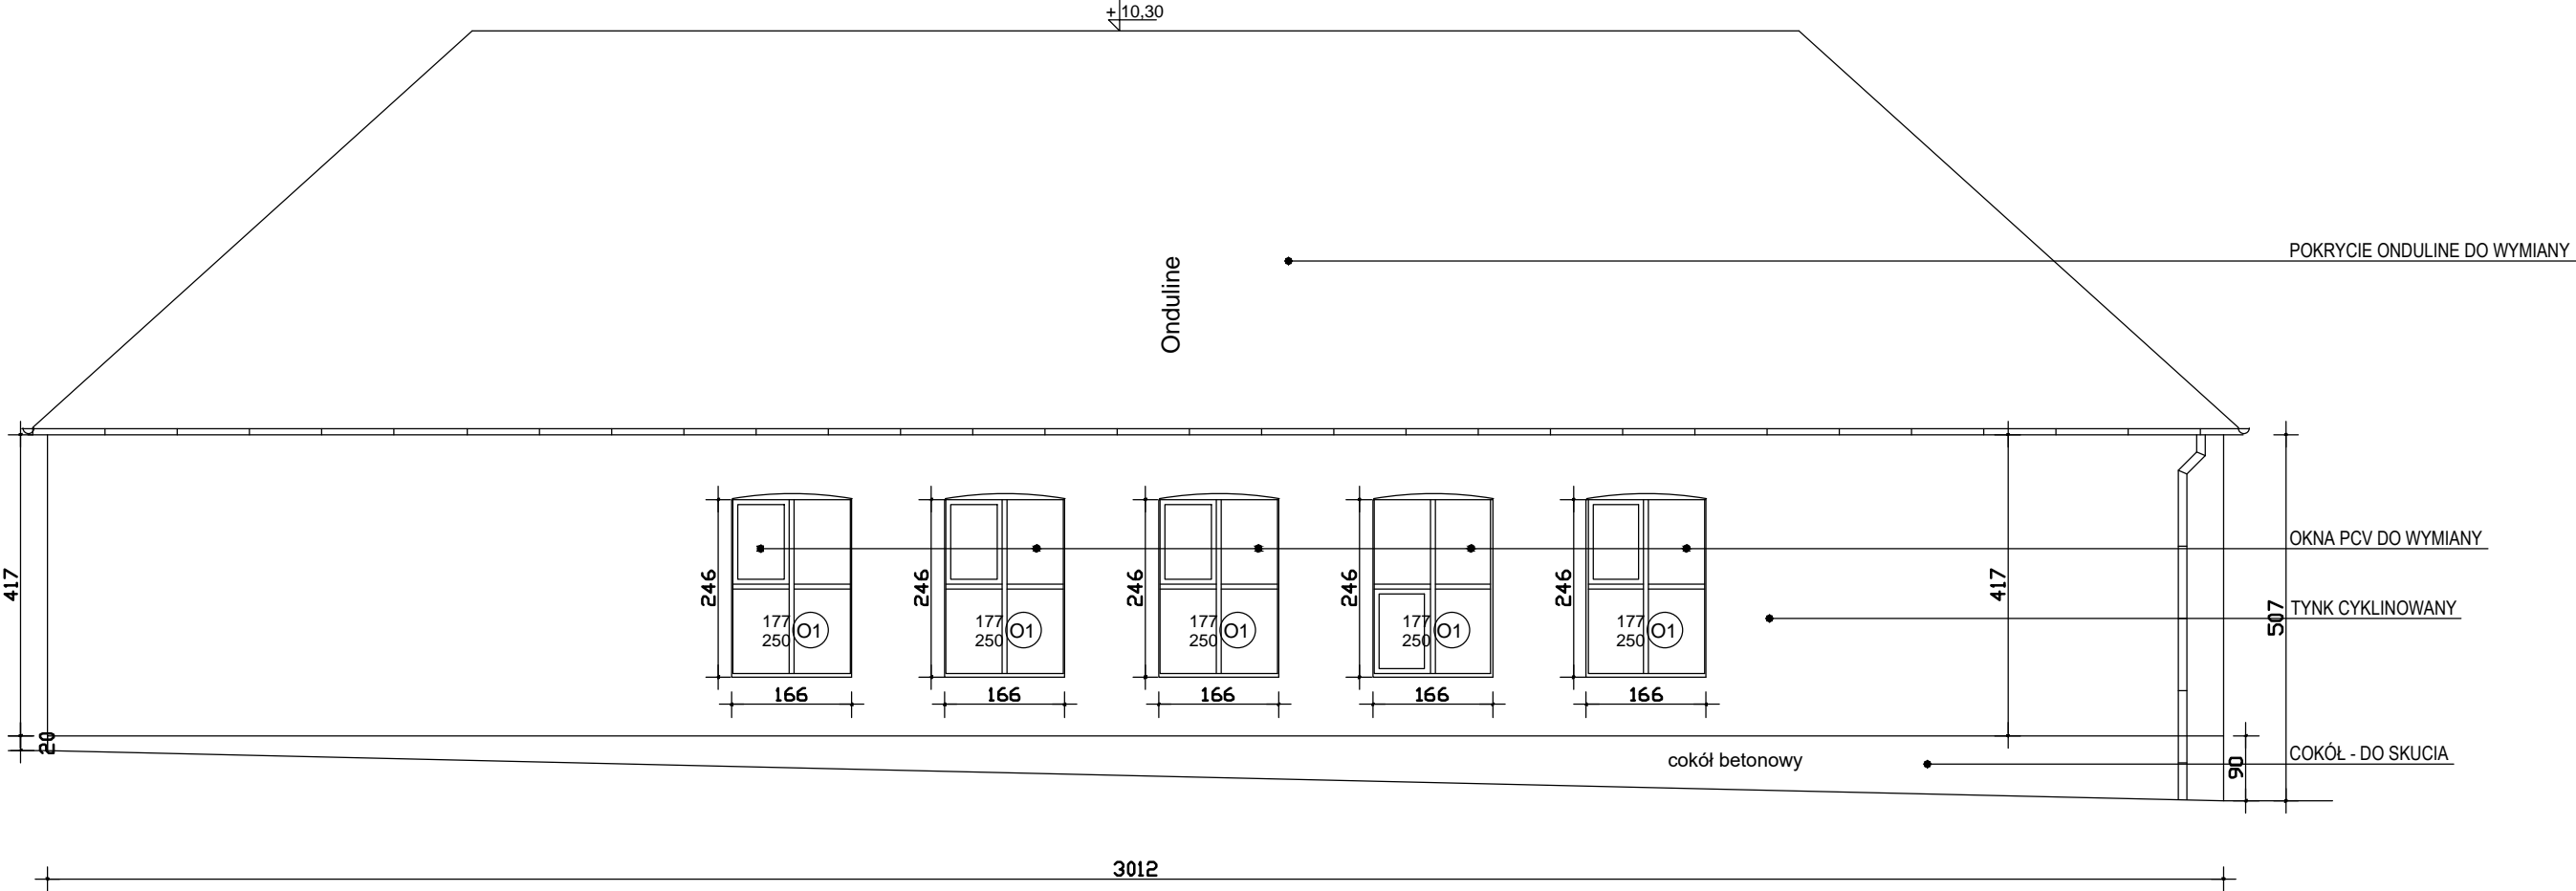 + 10,30
POKRYCIE ONDULINE DO WYMIANY
Onduline
OKNA PCV DO WYMIANY
417
246
246
246
246
246
417
507
TYNK CYKLINOWANY
177
250
O1
177
250
O1
177
250
O1
177
250
O1
177
250
O1
166
166
166
166
166
20
cokół betonowy
90
COKÓŁ - DO SKUCIA
3012